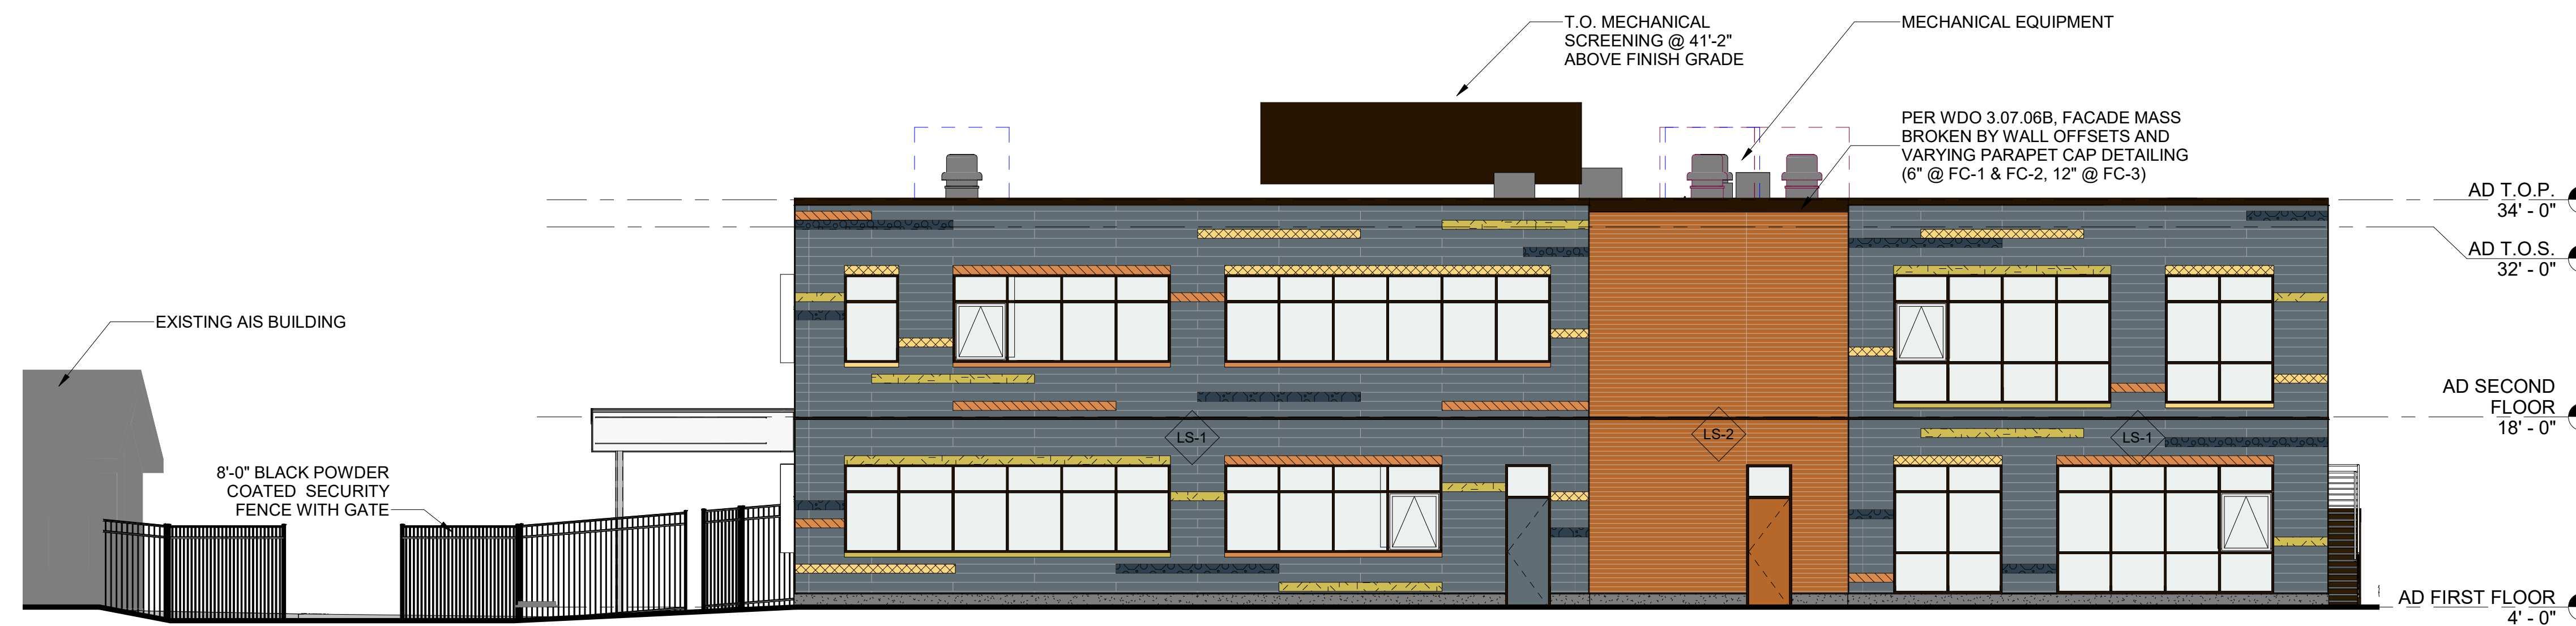 T.O. MECHANICAL
SCREENING @ 41'-2"
ABOVE FINISH GRADE
MECHANICAL EQUIPMENT
PER WDO 3.07.06B, FACADE MASS
BROKEN BY WALL OFFSETS AND
VARYING PARAPET CAP DETAILING
(6" @ FC-1 & FC-2, 12" @ FC-3)
AD T.O.P.
34' - 0"
AD T.O.S.
32' - 0"
EXISTING AIS BUILDING
AD SECOND
FLOOR
18' - 0"
LS-1
LS-2
LS-1
8'-0" BLACK POWDER
COATED SECURITY
FENCE WITH GATE
AD FIRST FLOOR
4' - 0"